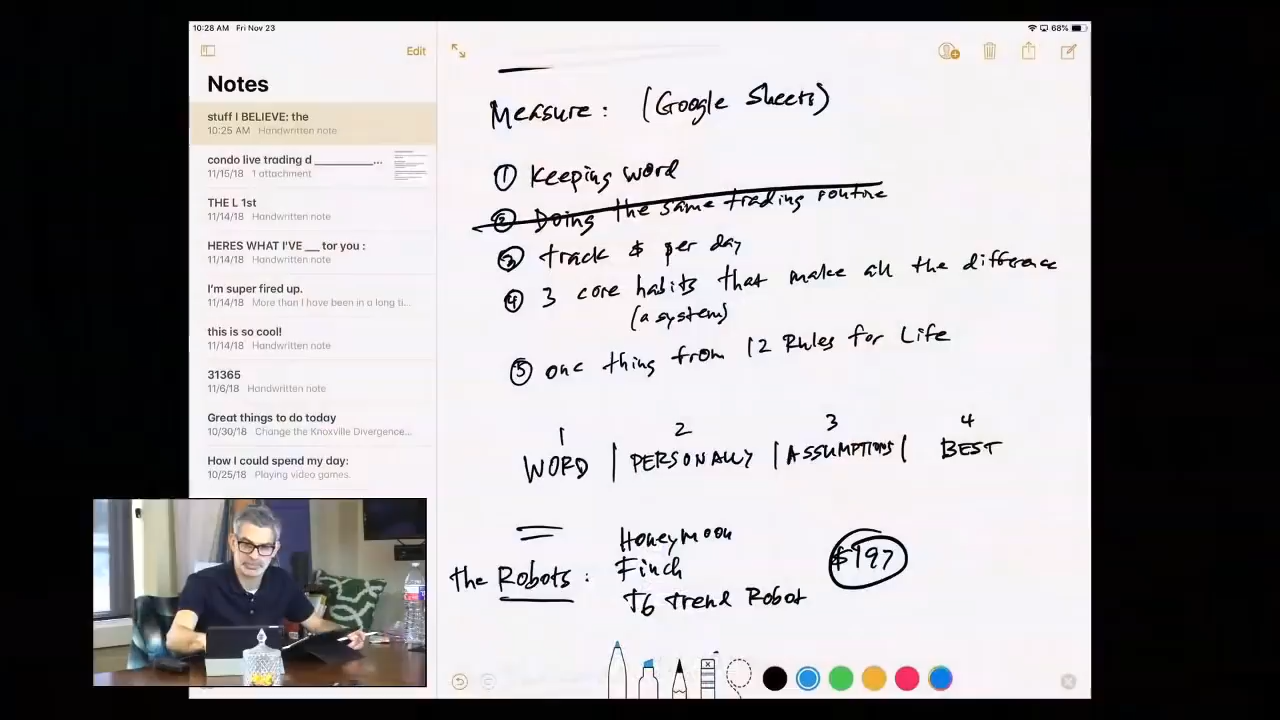 10:28 AM Fri Nov 23
68%
Edit
Notes
stuff I BELIEVE: the
10:25 AM Handwritten note
condo live trading d __________...
11/15/18 1 attachment
THE L 1st
11/14/18 Handwritten note
HERES WHAT I'VE ___ tor you :
11/14/18 Handwritten note
I'm super fired up.
11/14/18 More than I have been in a long ti...
this is so cool!
11/14/18 Handwritten note
31365
11/6/18 Handwritten note
Great things to do today
10/30/18 Change the Knoxville Divergence...
How I could spend my day:
10/25/18 Playing video games.
Measure: (Google Sheets)
1 Keeping word
2 Doing the same trading routine
3 track $ per day
4 3 core habits that make all the difference
(a system)
5 one thing from 12 Rules for Life
1 2 3 4
WORD | PERSONALLY | ASSUMPTIONS | BEST
Honeymoon
the Robots: Finch $197
T6 Trend Robot